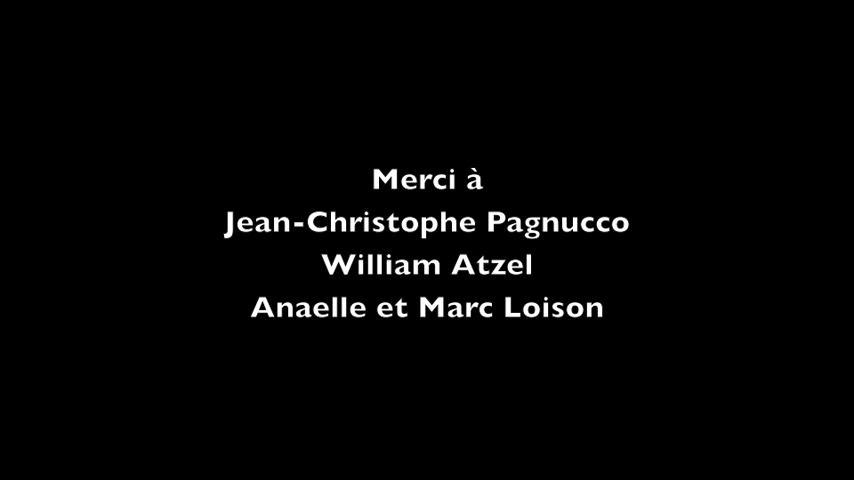 Merci à
Jean-Christophe Pagnucco
William Atzel
Anaelle et Marc Loison